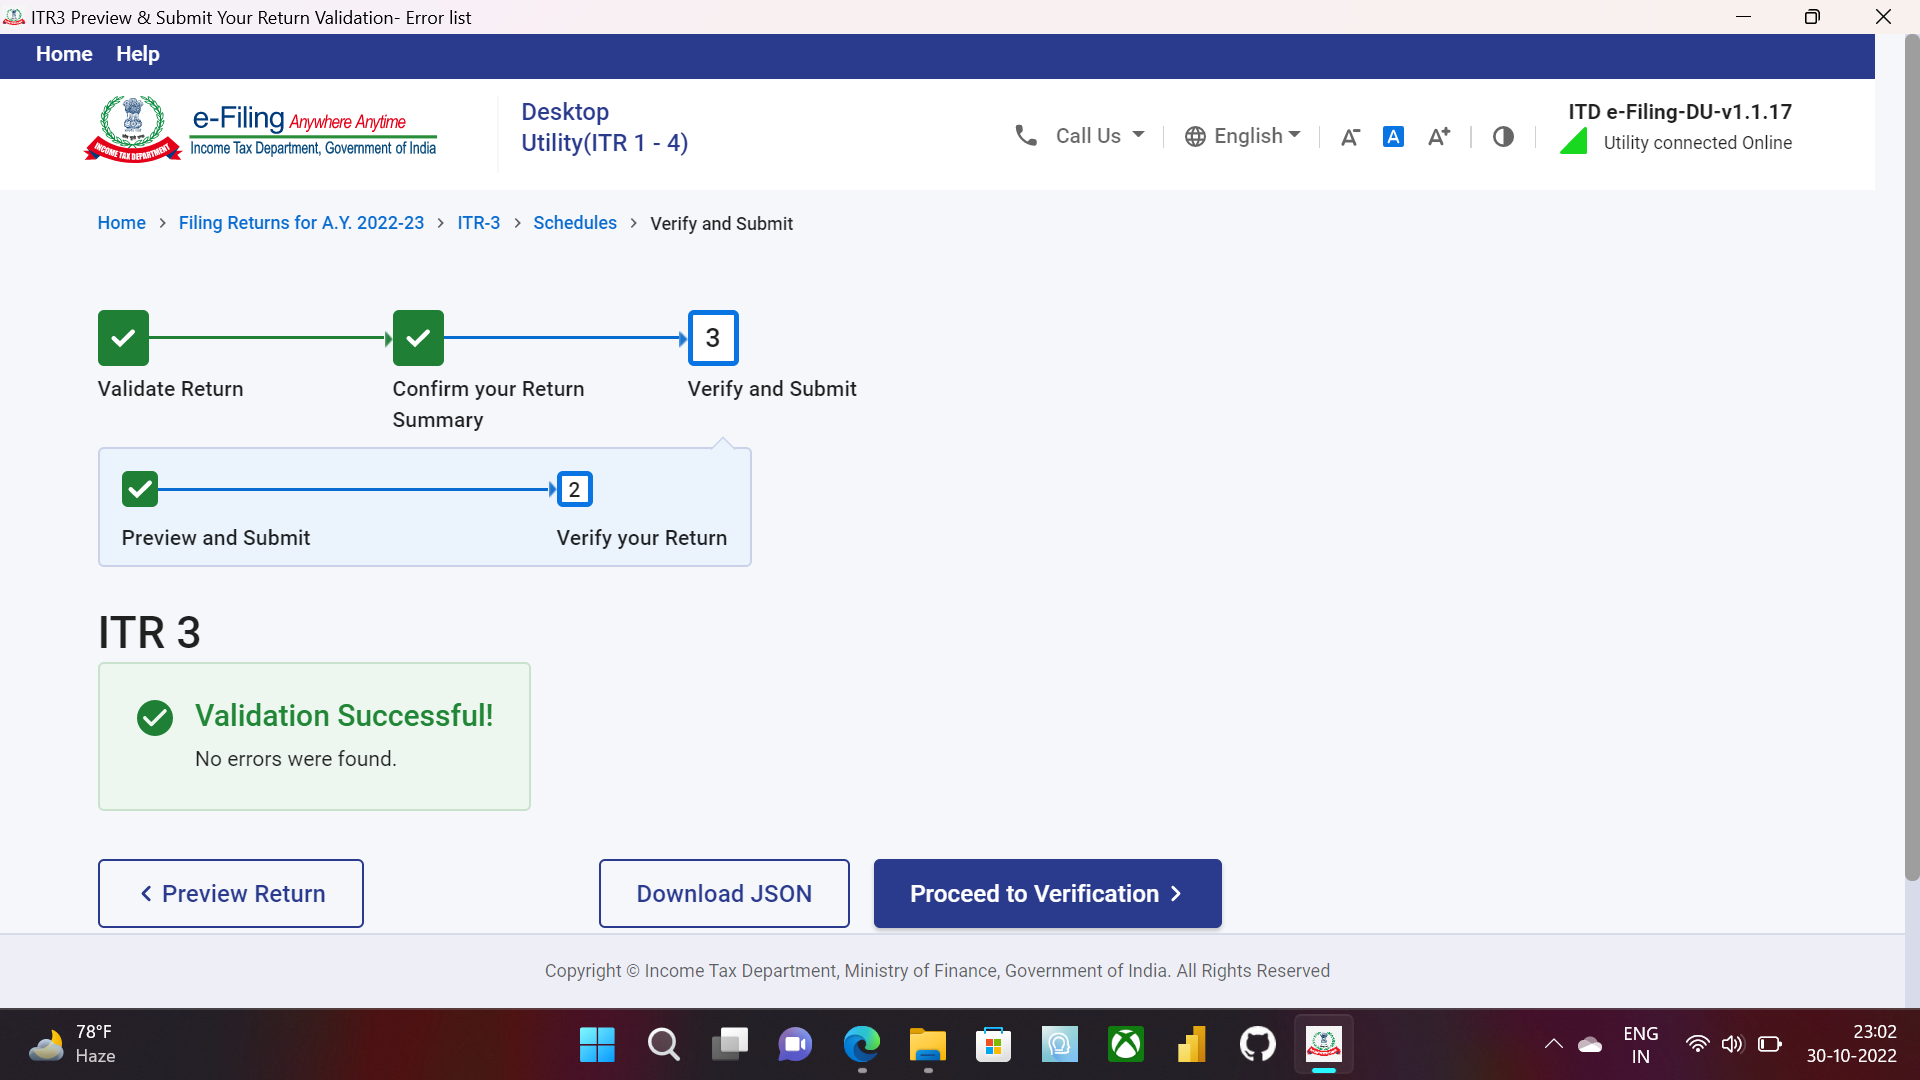 ITR3 Preview & Submit Your Return Validation- Error list
Home Help
e-Filing Anywhere Anytime
Income Tax Department, Government of India
INCOME TAX DEPARTMENT
Desktop
Utility(ITR 1 - 4)
Call Us
English
A-
A
A+
ITD e-Filing-DU-v1.1.17
Utility connected Online
Home > Filing Returns for A.Y. 2022-23 > ITR-3 > Schedules > Verify and Submit
3
Validate Return
Confirm your Return
Summary
Verify and Submit
2
Preview and Submit
Verify your Return
ITR 3
Validation Successful!
No errors were found.
< Preview Return
Download JSON
Proceed to Verification >
Copyright © Income Tax Department, Ministry of Finance, Government of India. All Rights Reserved
78°F
Haze
ENG
IN
23:02
30-10-2022